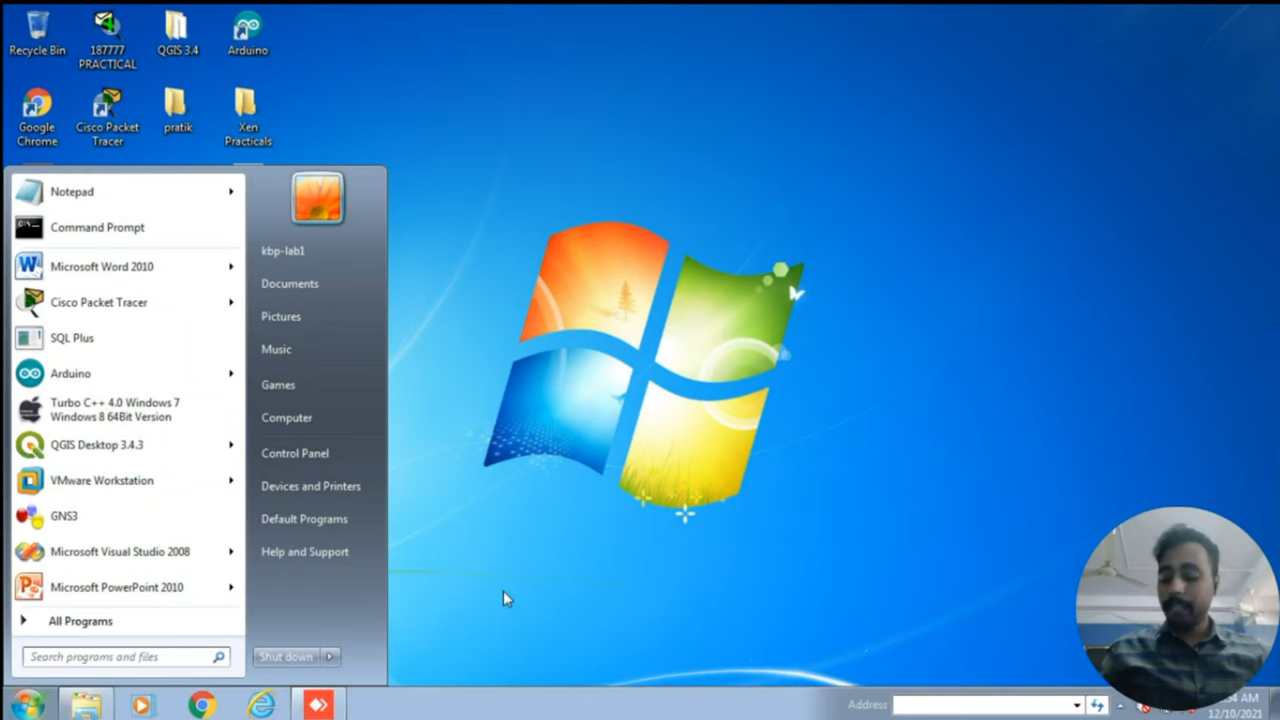 Recycle Bin
187777
PRACTICAL
QGIS 3.4
Arduino
Google
Chrome
Cisco Packet
Tracer
pratik
Xen
Practicals
Notepad
Command Prompt
Microsoft Word 2010
Cisco Packet Tracer
SQL Plus
Arduino
Turbo C++ 4.0 Windows 7
Windows 8 64Bit Version
QGIS Desktop 3.4.3
VMware Workstation
GNS3
Microsoft Visual Studio 2008
Microsoft PowerPoint 2010
All Programs
Search programs and files
kbp-lab1
Documents
Pictures
Music
Games
Computer
Control Panel
Devices and Printers
Default Programs
Help and Support
Shut down
Address
AM
12/10/2021